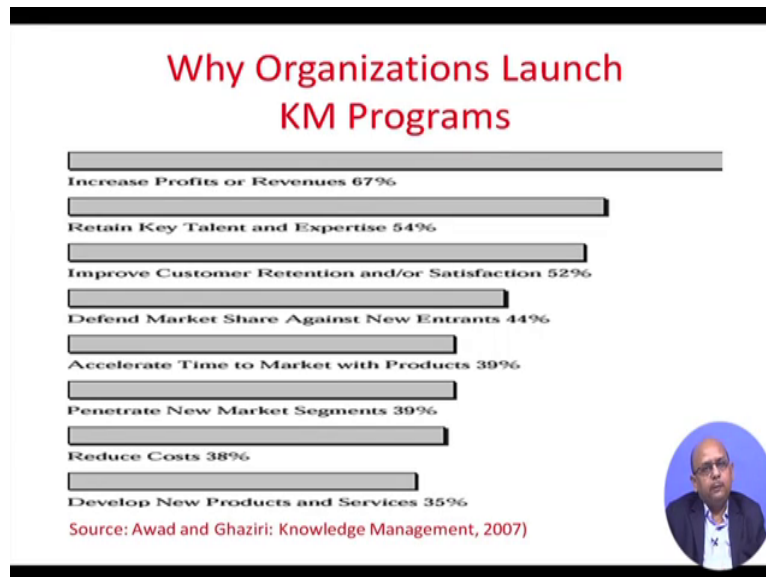 Why Organizations Launch
KM Programs
Increase Profits or Revenues 67%
Retain Key Talent and Expertise 54%
Improve Customer Retention and/or Satisfaction 52%
Defend Market Share Against New Entrants 44%
Accelerate Time to Market with Products 39%
Penetrate New Market Segments 39%
Reduce Costs 38%
Develop New Products and Services 35%
Source: Awad and Ghaziri: Knowledge Management, 2007)